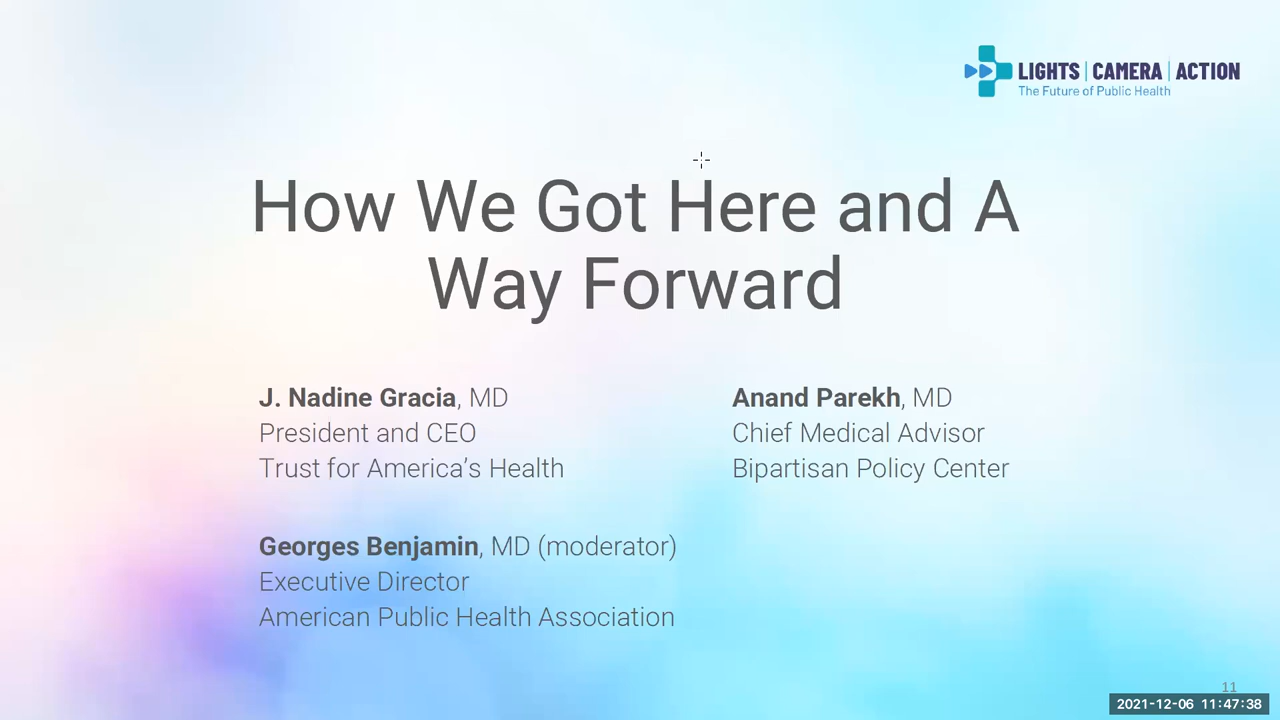 LIGHTS | CAMERA | ACTION
The Future of Public Health
How We Got Here and A
Way Forward
J. Nadine Gracia, MD
President and CEO
Trust for America’s Health
Anand Parekh, MD
Chief Medical Advisor
Bipartisan Policy Center
Georges Benjamin, MD (moderator)
Executive Director
American Public Health Association
11
2021-12-06 11:47:38